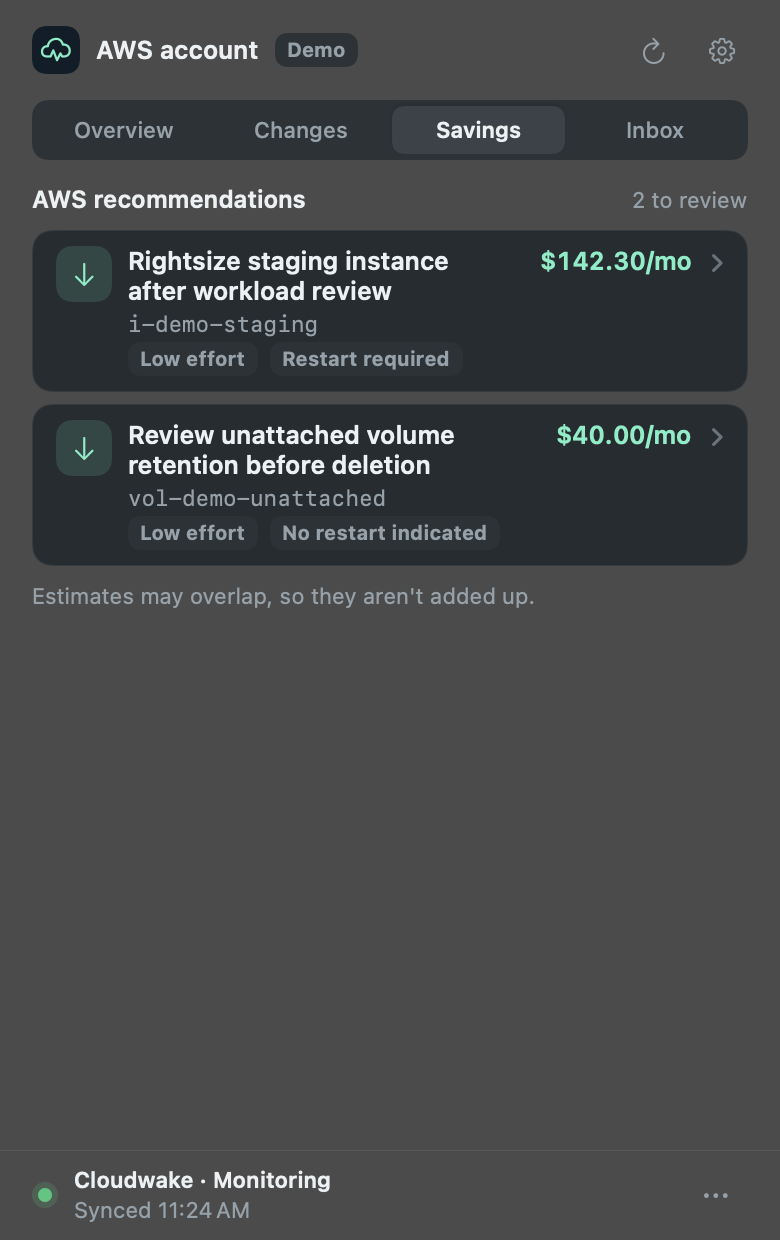 AWS account Demo
Overview Changes Savings Inbox
AWS recommendations 2 to review
Rightsize staging instance $142.30/mo
after workload review
i-demo-staging
Low effort Restart required
Review unattached volume $40.00/mo
retention before deletion
vol-demo-unattached
Low effort No restart indicated
Estimates may overlap, so they aren't added up.
Cloudwake · Monitoring
Synced 11:24 AM